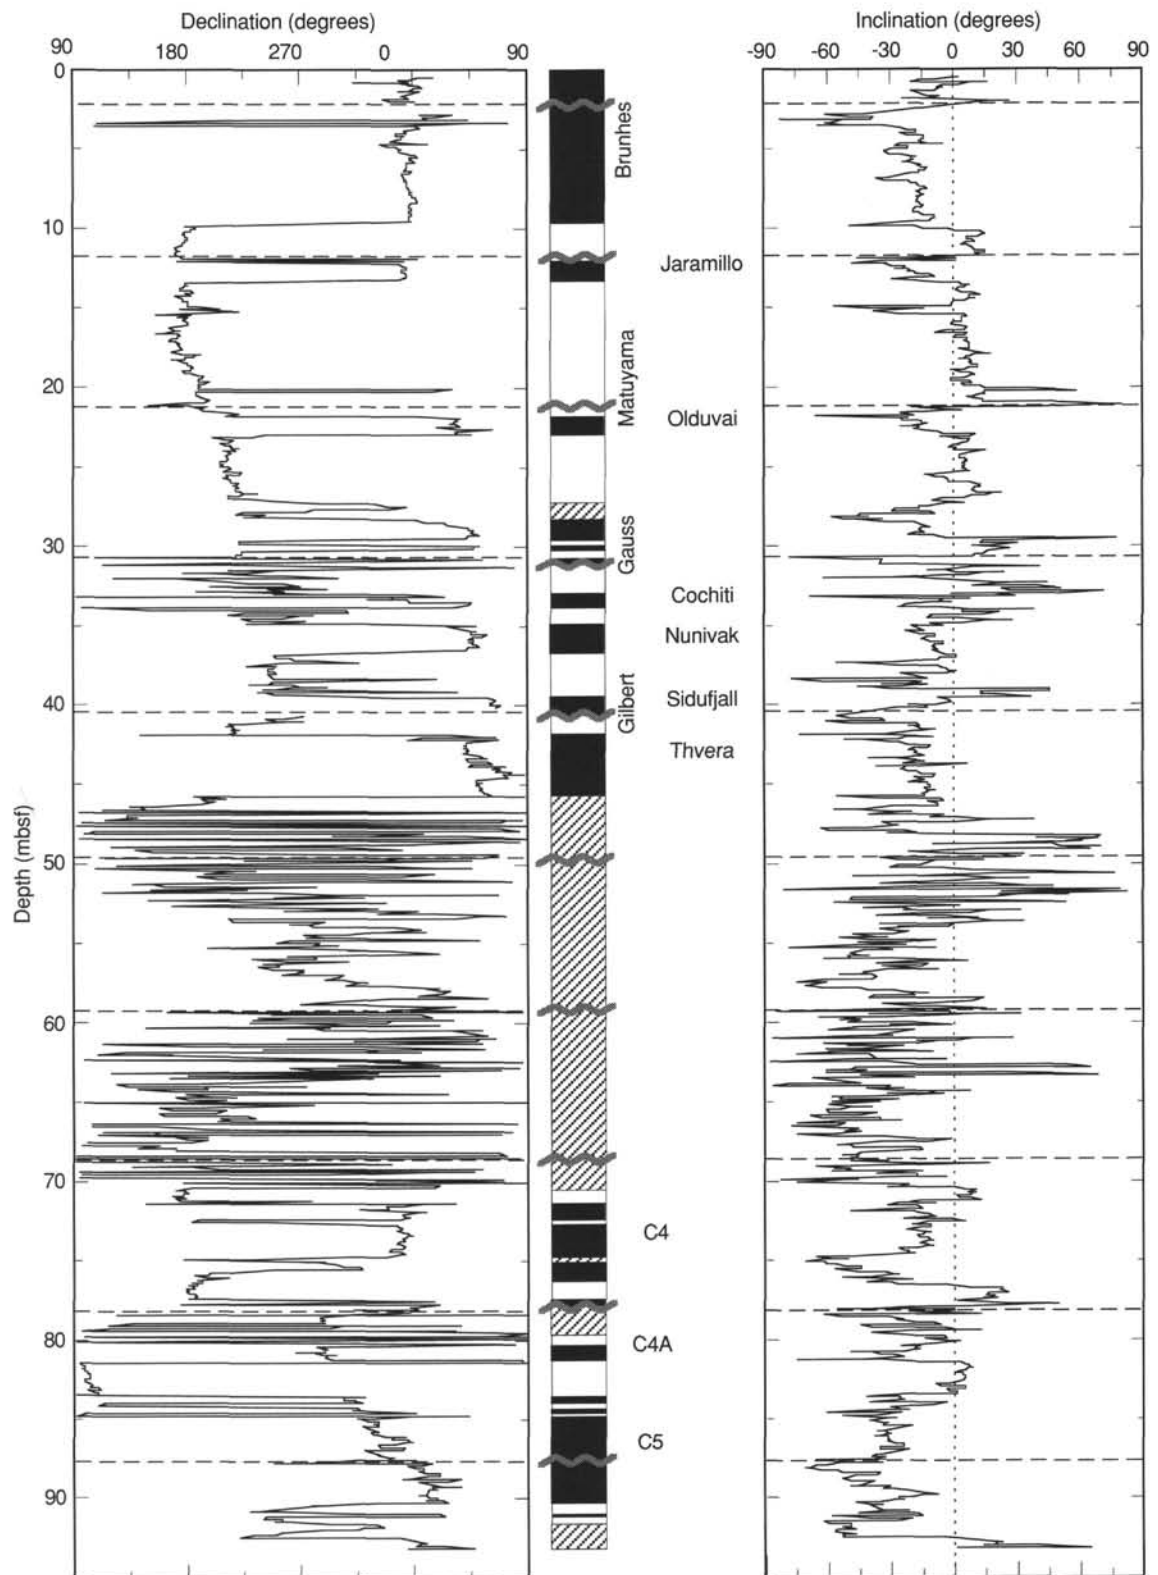 Declination (degrees)
90 180 270 0 90
Inclination (degrees)
-90 -60 -30 0 30 60 90
Depth (mbsf)
0
10
20
30
40
50
60
70
80
90
Brunhes
Matuyama
Gauss
Gilbert
Jaramillo
Olduvai
Cochiti
Nunivak
Sidufjall
Thvera
C4
C4A
C5